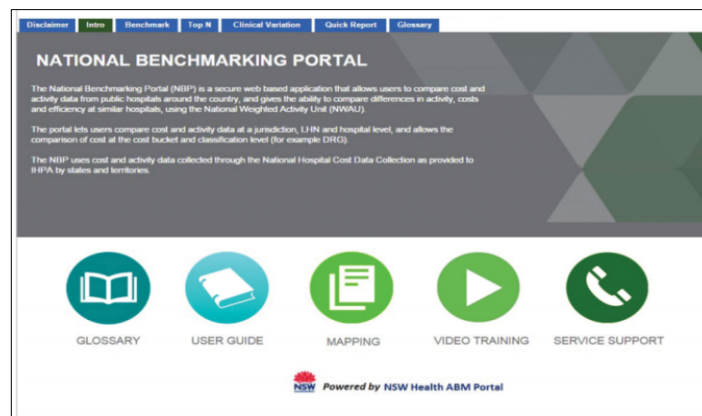 Disclaimer Intro Benchmark Top N Clinical Variation Quick Report Glossary
NATIONAL BENCHMARKING PORTAL
The National Benchmarking Portal (NBP) is a secure web based application that allows users to compare cost and
activity data from public hospitals around the country, and gives the ability to compare differences in activity, costs
and efficiency at similar hospitals, using the National Weighted Activity Unit (NWAU).
The portal lets users compare cost and activity data at a jurisdiction, LHN and hospital level, and allows the
comparison of cost at the cost bucket and classification level (for example DRG).
The NBP uses cost and activity data collected through the National Hospital Cost Data Collection as provided to
IHPA by states and territories.
GLOSSARY USER GUIDE MAPPING VIDEO TRAINING SERVICE SUPPORT
NSW Powered by NSW Health ABM Portal